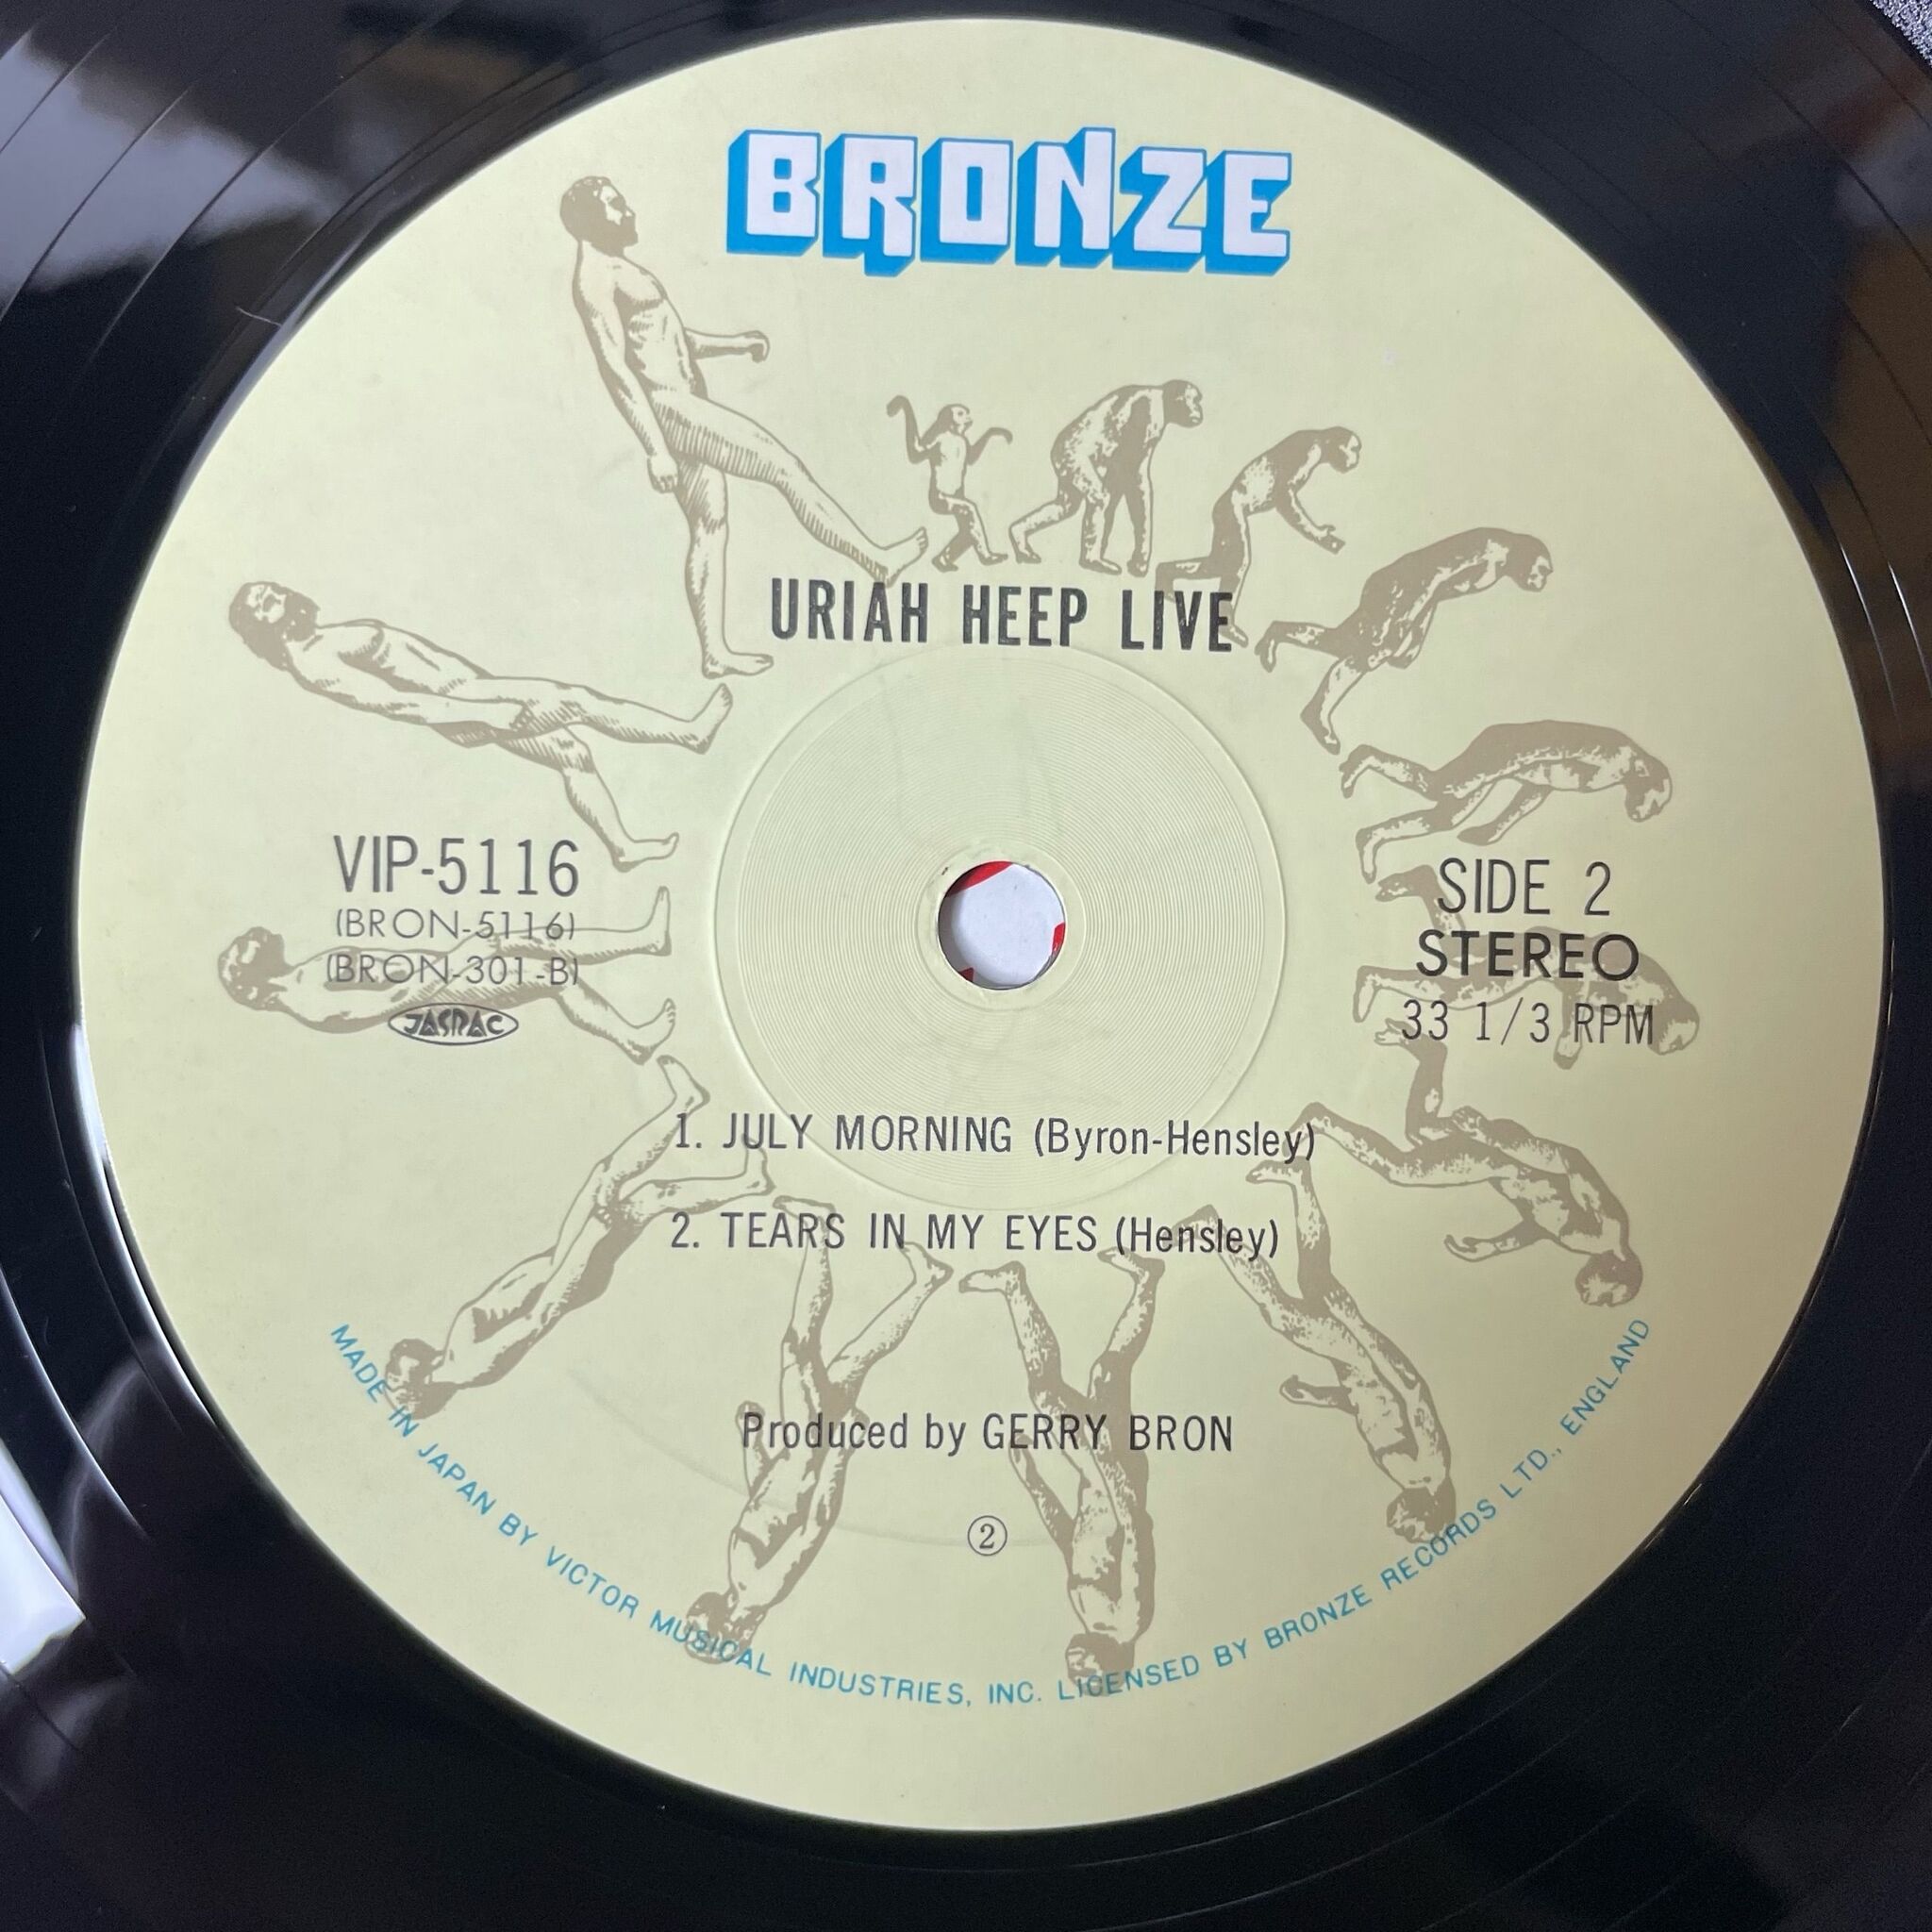 BRONZE
URIAH HEEP LIVE
VIP-5116
(BRON-5116)
(BRON-301-B)
JASRAC
SIDE 2
STEREO
33 1/3 RPM
1. JULY MORNING (Byron-Hensley)
2. TEARS IN MY EYES (Hensley)
Produced by GERRY BRON
②
MADE IN JAPAN BY VICTOR MUSICAL INDUSTRIES, INC. LICENSED BY BRONZE RECORDS LTD., ENGLAND